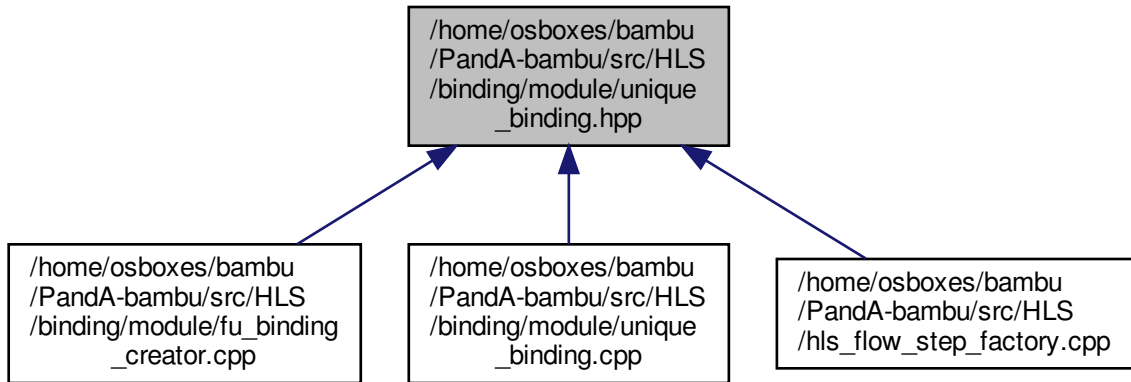 /home/osboxes/bambu
/PandA-bambu/src/HLS
/binding/module/unique
_binding.hpp
/home/osboxes/bambu
/PandA-bambu/src/HLS
/binding/module/fu_binding
_creator.cpp
/home/osboxes/bambu
/PandA-bambu/src/HLS
/binding/module/unique
_binding.cpp
/home/osboxes/bambu
/PandA-bambu/src/HLS
/hls_flow_step_factory.cpp